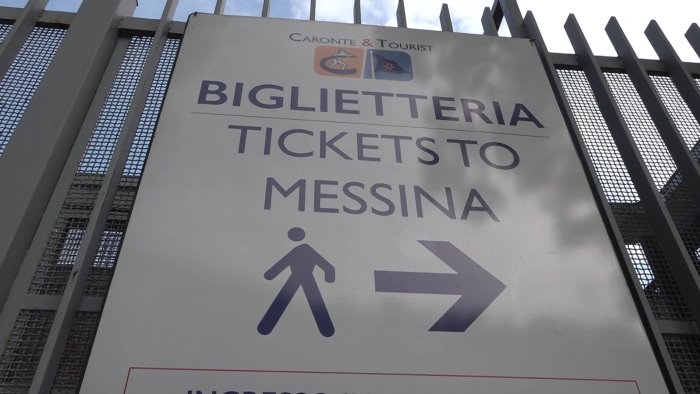 CARONTE & TOURIST
BIGLIETTERIA
TICKETS TO
MESSINA